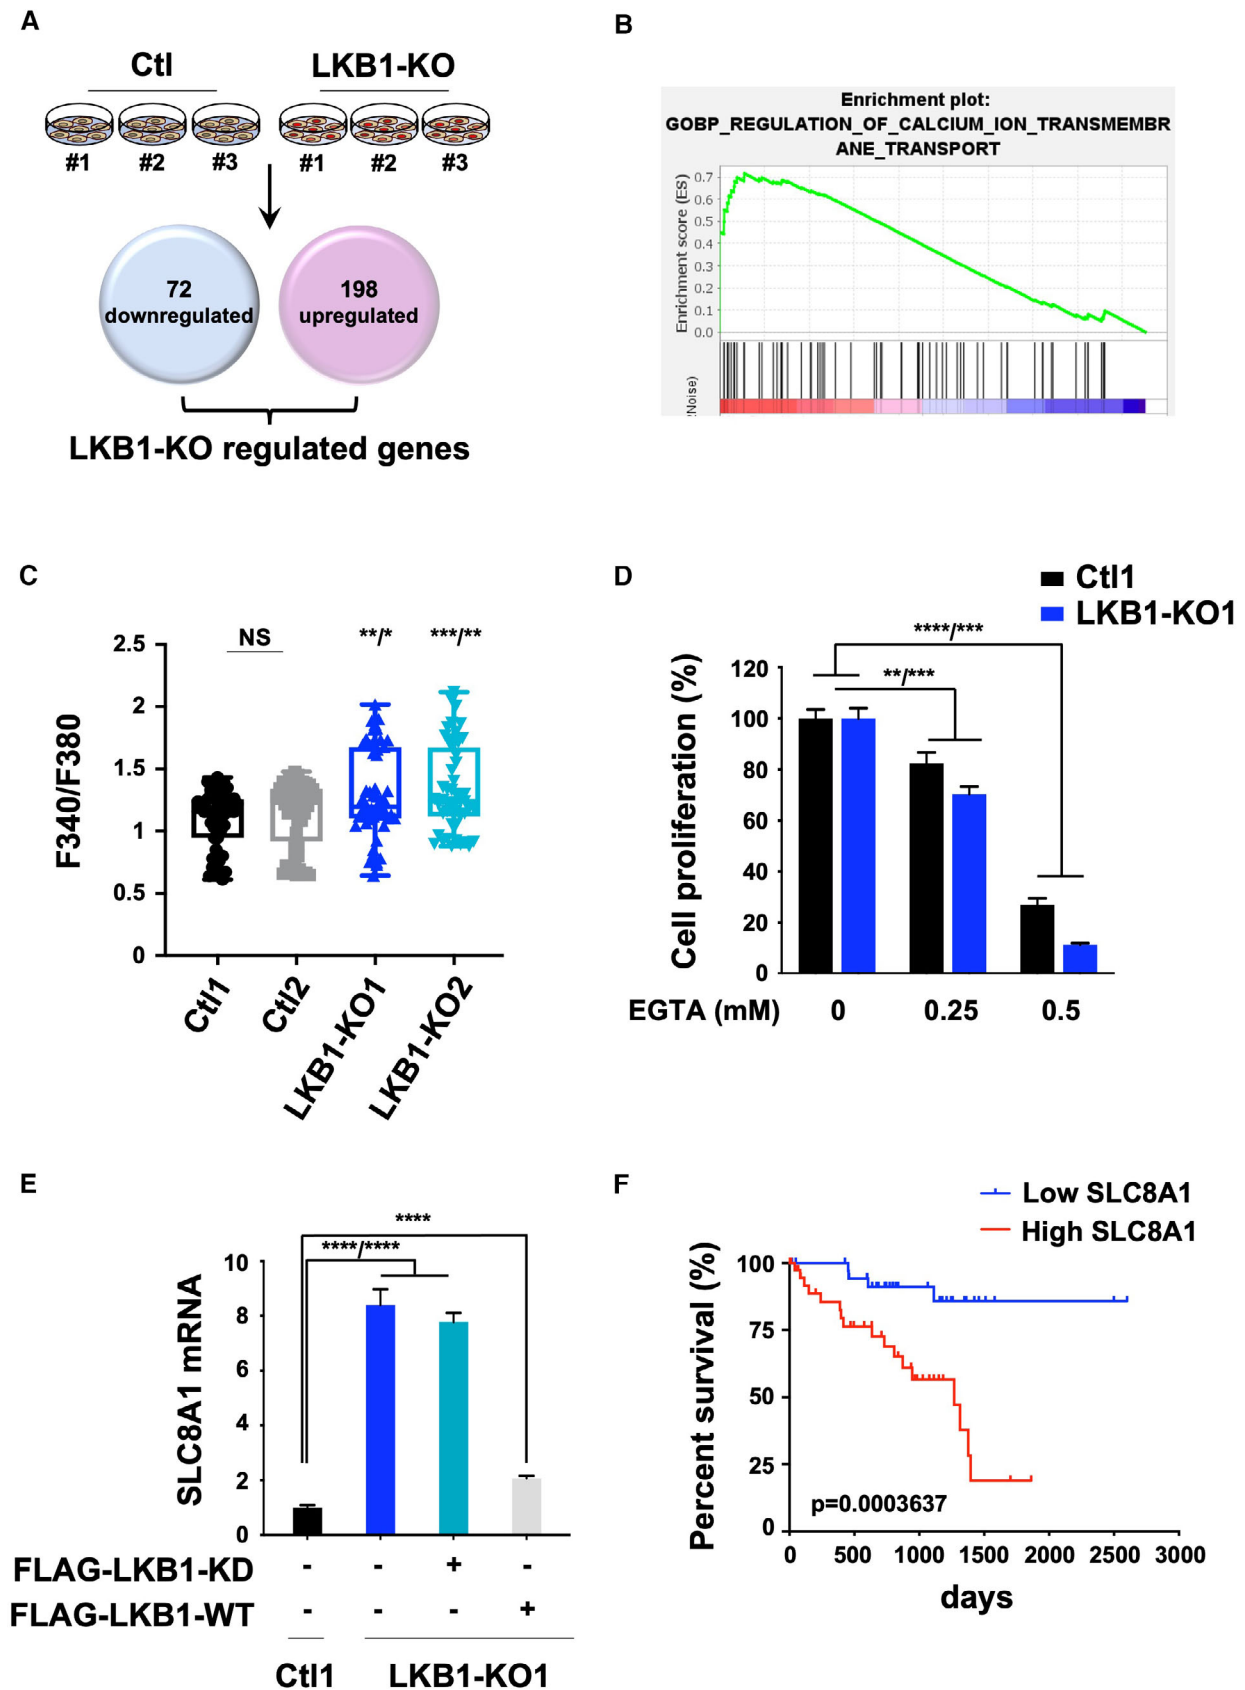 A
Ctl
LKB1-KO
#1 #2 #3 #1 #2 #3
72
downregulated
198
upregulated
LKB1-KO regulated genes
B
Enrichment plot:
GOBP_REGULATION_OF_CALCIUM_ION_TRANSMEMBR
ANE_TRANSPORT
Enrichment score (ES)
0.7
0.6
0.5
0.4
0.3
0.2
0.1
0.0
2Noise)
C
NS
**/*
***/**
F340/F380
2.5
2
1.5
1
0.5
0
Ctl1
Ctl2
LKB1-KO1
LKB1-KO2
D
Ctl1
LKB1-KO1
****/***
**/***
Cell proliferation (%)
120
100
80
60
40
20
0
EGTA (mM) 0 0.25 0.5
E
****
****/****
SLC8A1 mRNA
10
8
6
4
2
0
FLAG-LKB1-KD - - + -
FLAG-LKB1-WT - - - +
Ctl1 LKB1-KO1
F
Low SLC8A1
High SLC8A1
Percent survival (%)
100
75
50
25
0
p=0.0003637
0 500 1000 1500 2000 2500 3000
days